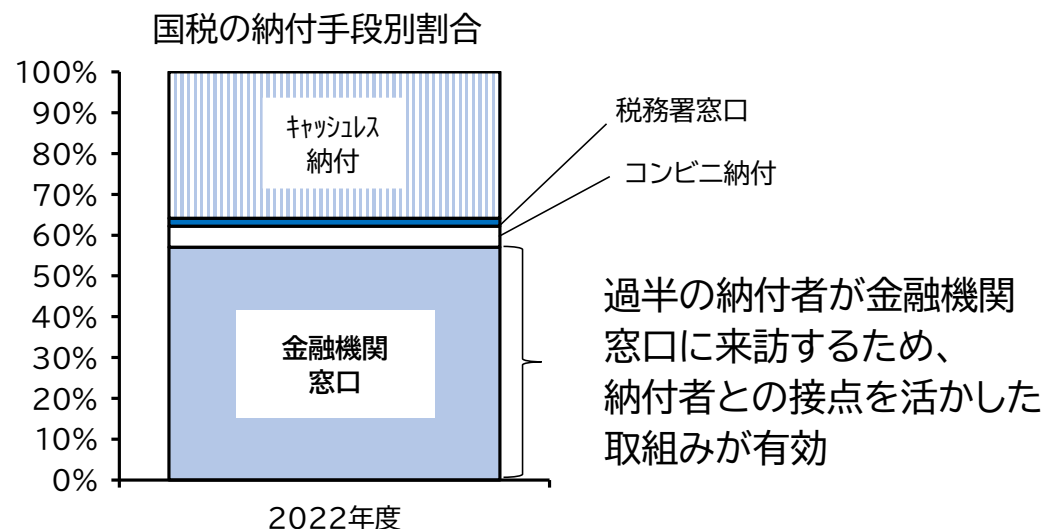 国税の納付手段別割合
100%
90%
80%
70%
60%
50%
40%
30%
20%
10%
0%
ｷｬｯｼｭﾚｽ
納付
税務署窓口
コンビニ納付
金融機関
窓口
過半の納付者が金融機関
窓口に来訪するため、
納付者との接点を活かした
取組みが有効
2022年度